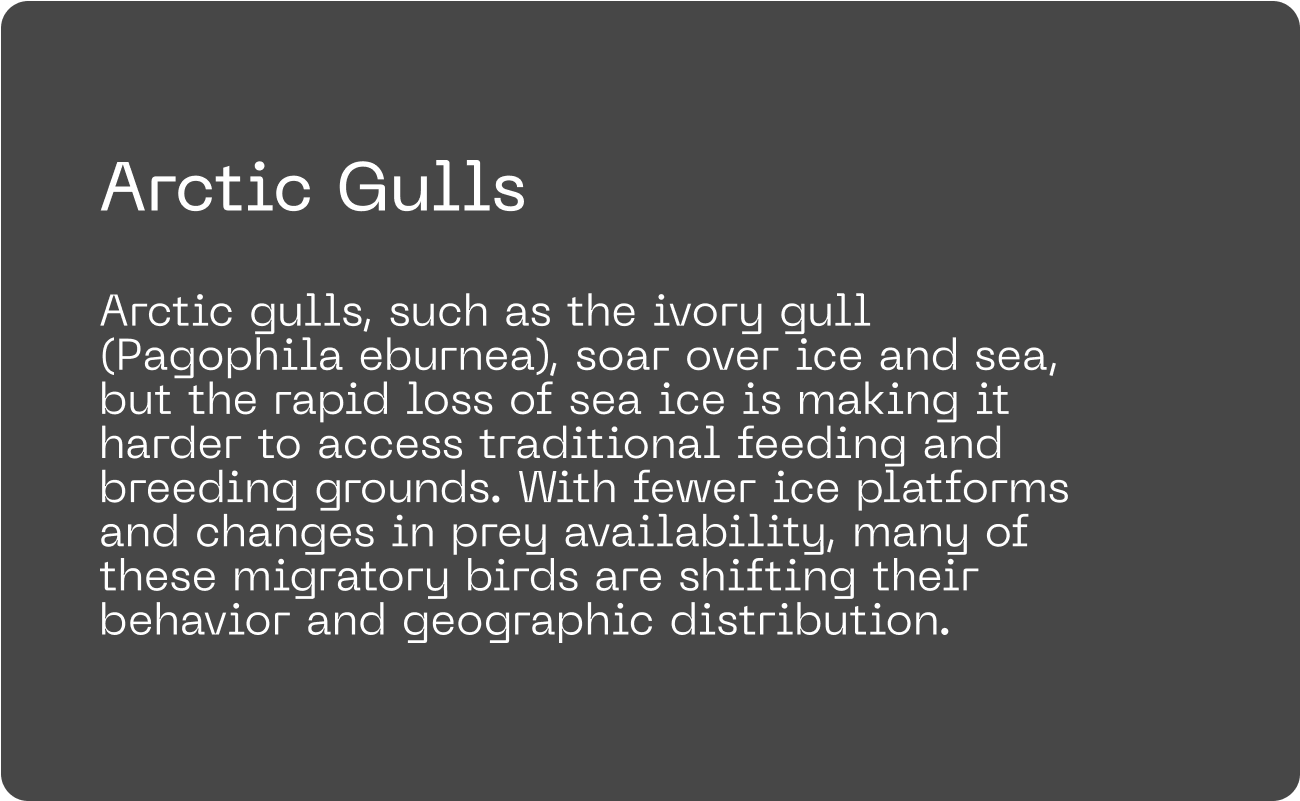 Arctic Gulls
Arctic gulls, such as the ivory gull
(Pagophila eburnea), soar over ice and sea,
but the rapid loss of sea ice is making it
harder to access traditional feeding and
breeding grounds. With fewer ice platforms
and changes in prey availability, many of
these migratory birds are shifting their
behavior and geographic distribution.